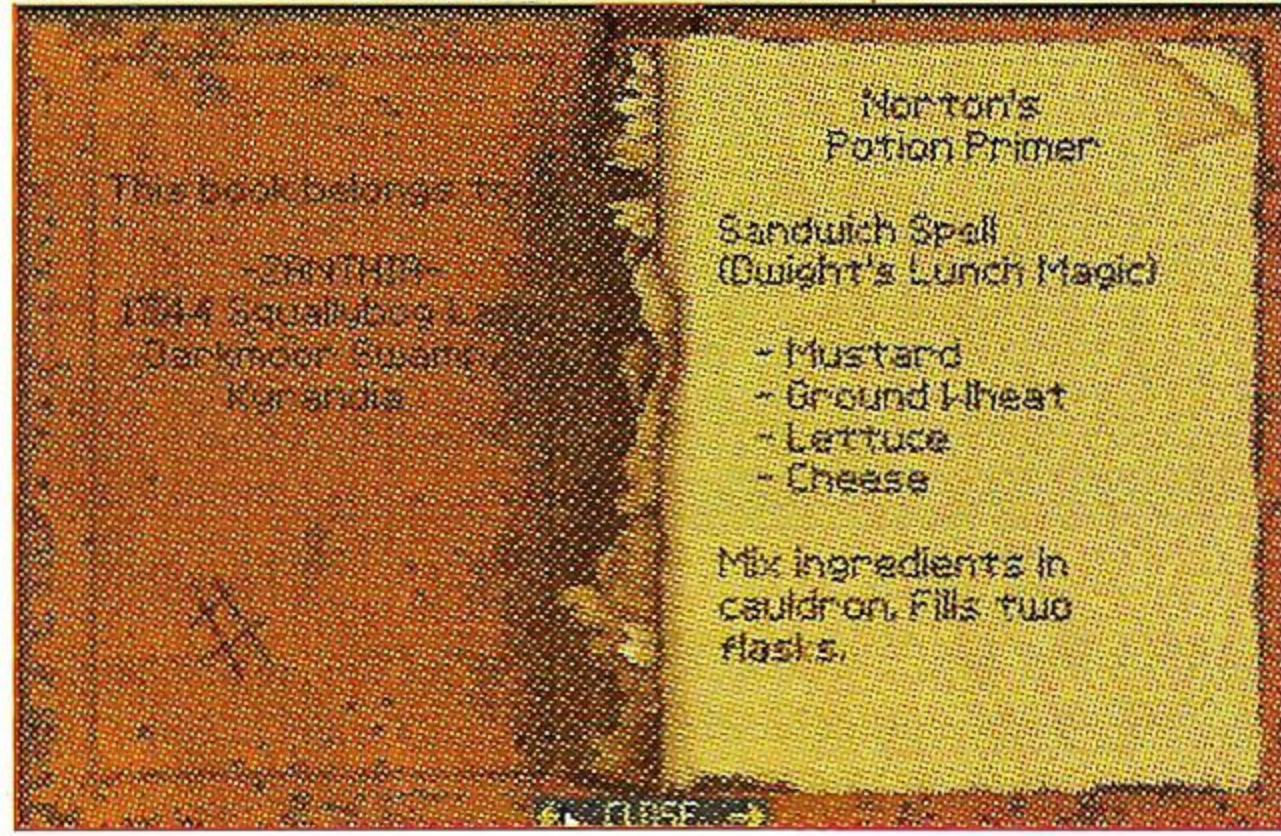 This book belongs to
-ZANTHIA-
Squallybog
Darkmoor Swamp,
Kyrandia
Norton's
Potion Primer
Sandwich Spell
(Dwight's Lunch Magic)
- Mustard
- Ground Wheat
- Lettuce
- Cheese
Mix ingredients in
cauldron. Fills two
flasks.
CLOSE